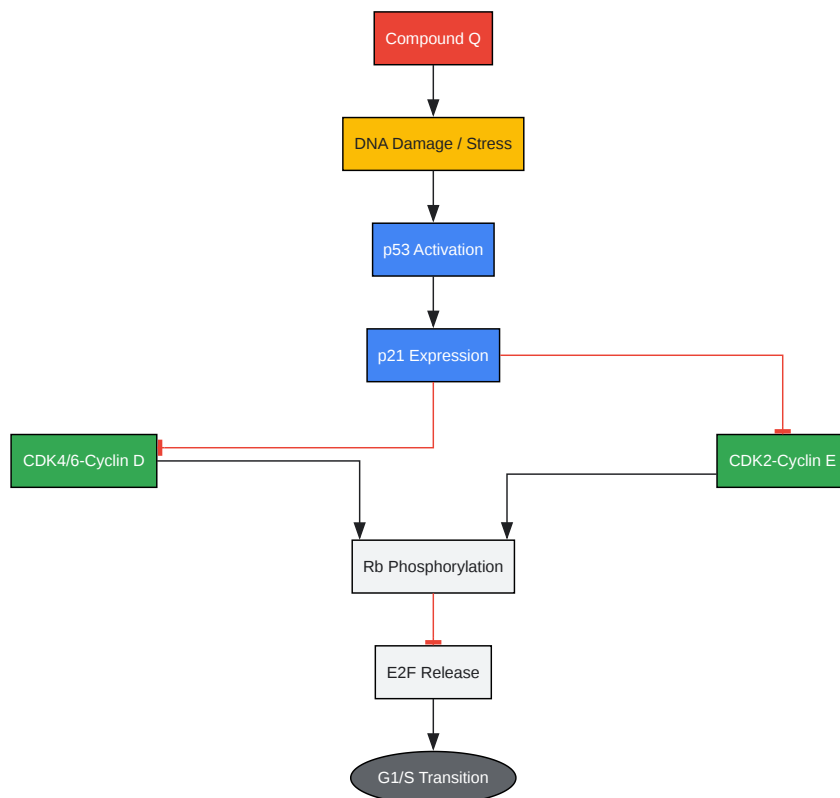 Compound Q
DNA Damage / Stress
p53 Activation
p21 Expression
CDK4/6-Cyclin D
CDK2-Cyclin E
Rb Phosphorylation
E2F Release
G1/S Transition